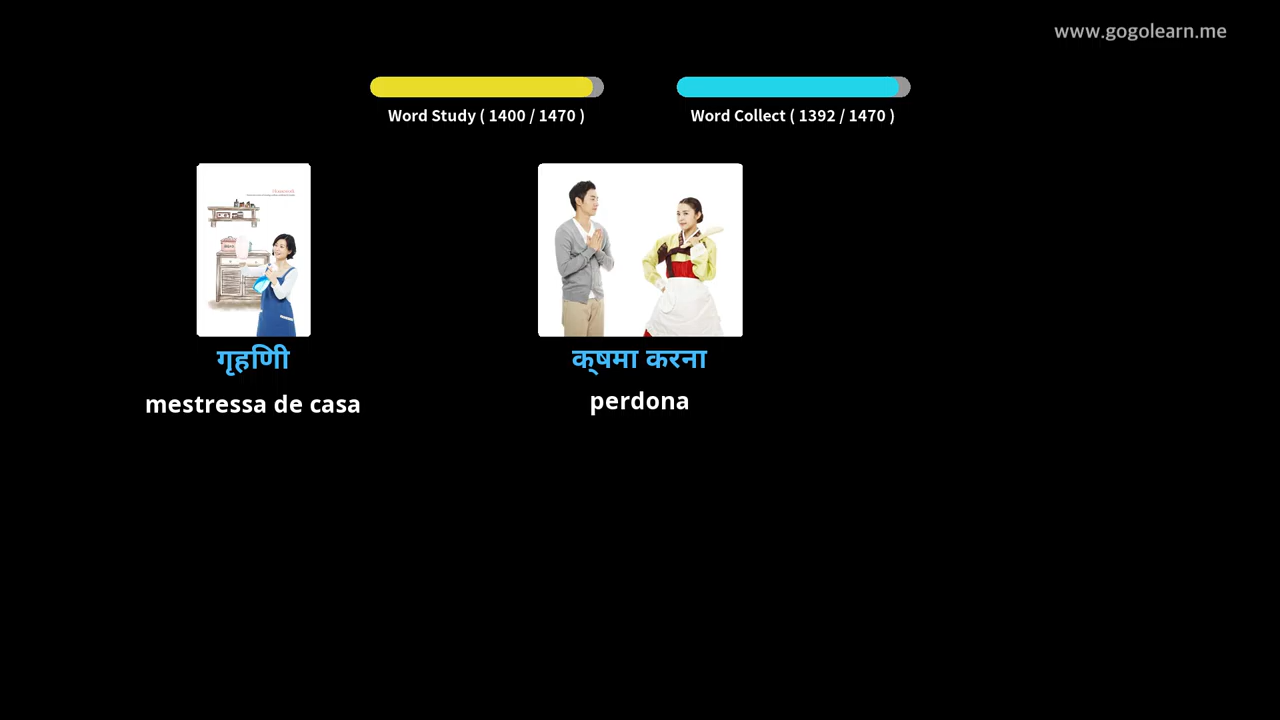 www.gogolearn.me
Word Study ( 1400 / 1470 )
Word Collect ( 1392 / 1470 )
गृहणिी
क्षमा करना
mestressa de casa
perdona